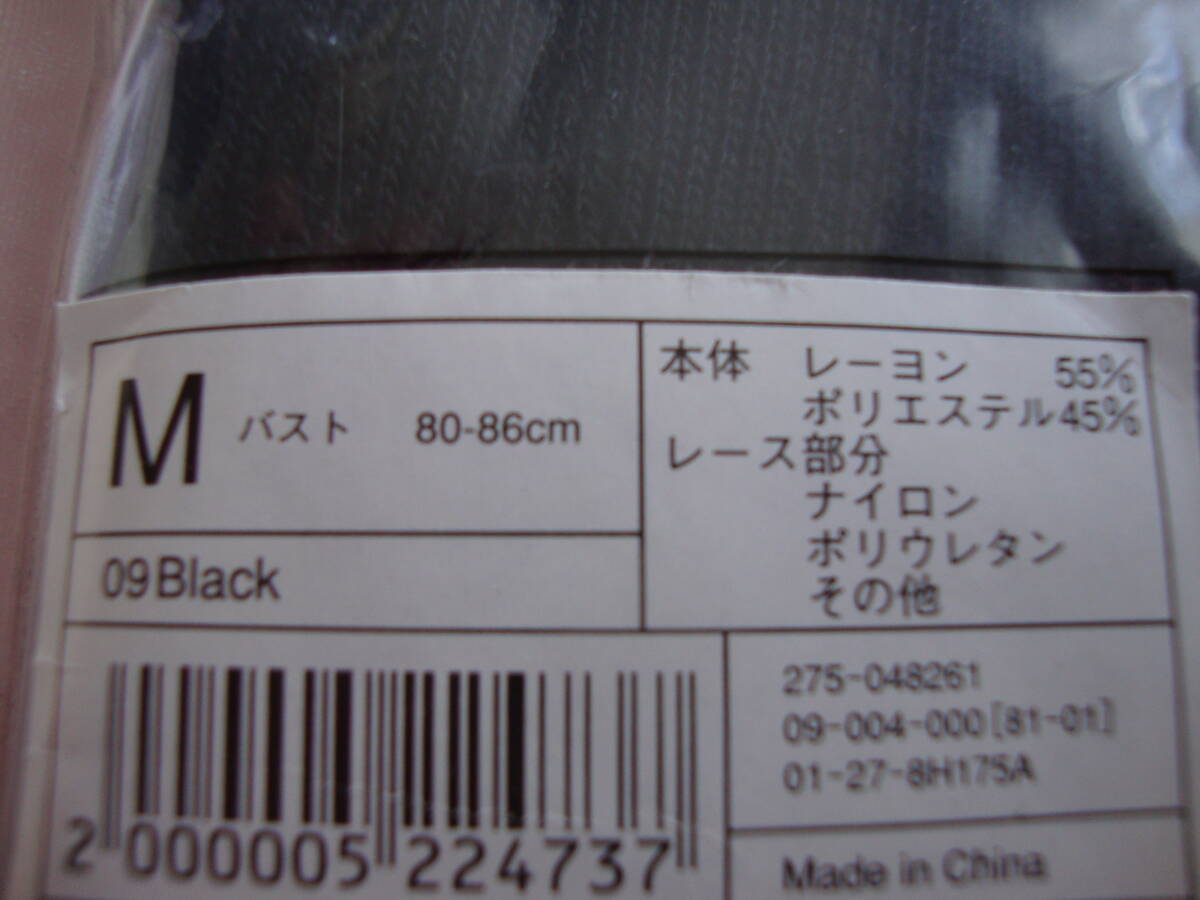 M バスト 80-86cm
09 Black
本体 レーヨン 55%
ポリエステル 45%
レース部分
ナイロン
ポリウレタン
その他
275-048261
09-004-000[81-01]
01-27-8H175A
2 000005 224737
Made in China